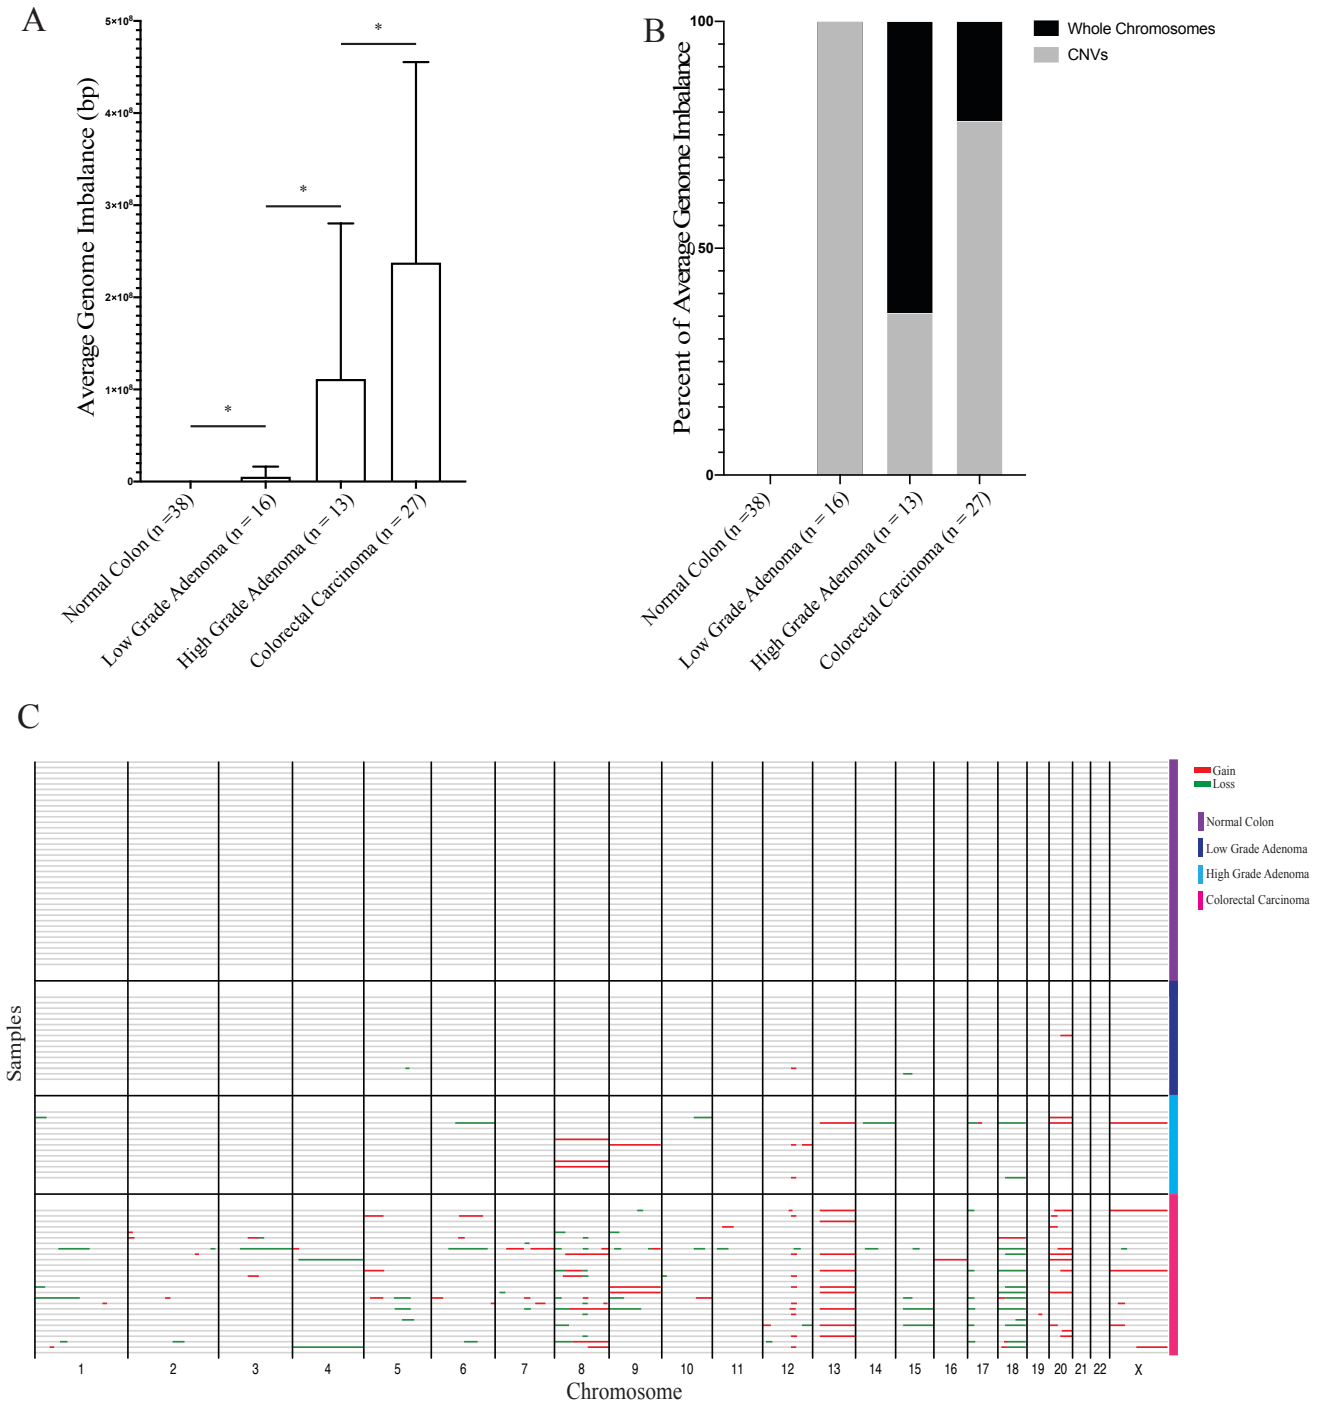 A
Average Genome Imbalance (bp)
5×10⁸
4×10⁸
3×10⁸
2×10⁸
1×10⁸
0
*
*
*
Normal Colon (n =38)
Low Grade Adenoma (n = 16)
High Grade Adenoma (n = 13)
Colorectal Carcinoma (n = 27)
B
Percent of Average Genome Imbalance
100
50
0
Whole Chromosomes
CNVs
Normal Colon (n =38)
Low Grade Adenoma (n = 16)
High Grade Adenoma (n = 13)
Colorectal Carcinoma (n = 27)
C
Samples
Gain
Loss
Normal Colon
Low Grade Adenoma
High Grade Adenoma
Colorectal Carcinoma
1 2 3 4 5 6 7 8 9 10 11 12 13 14 15 16 17 18 19 20 21 22 X
Chromosome